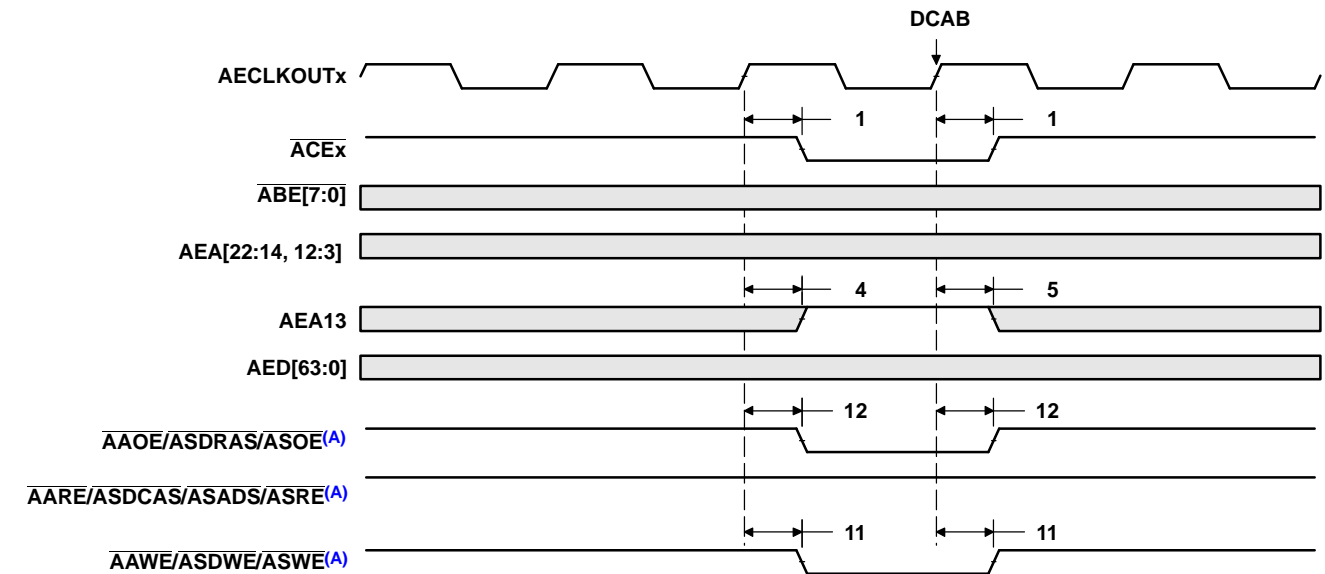 DCAB
AECLKOUTx
1 1
ACEx
ABE[7:0]
AEA[22:14, 12:3]
4 5
AEA13
AED[63:0]
12 12
AAOE/ASDRAS/ASOE(A)
AARE/ASDCAS/ASADS/ASRE(A)
11 11
AAWE/ASDWE/ASWE(A)